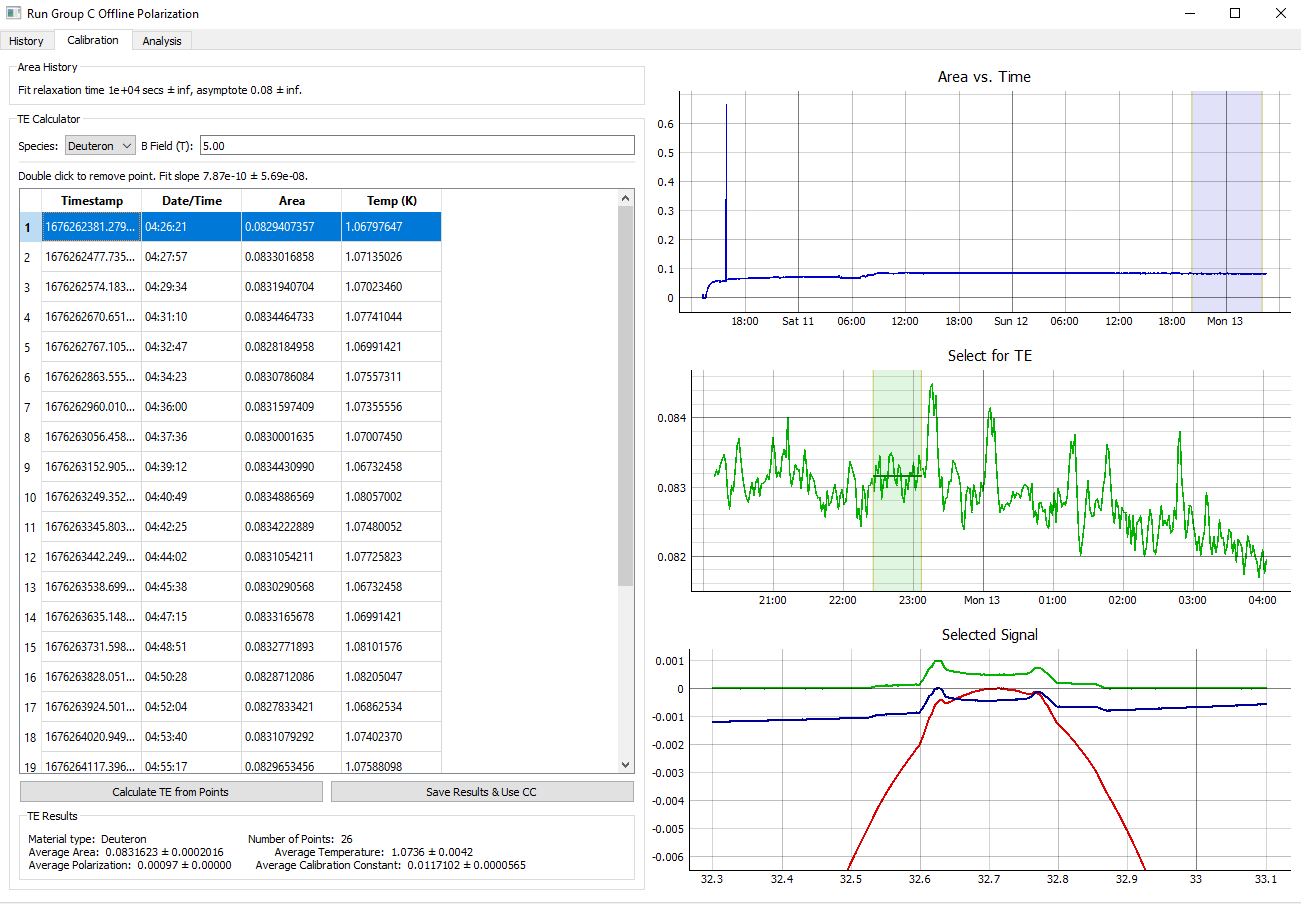 Run Group C Offline Polarization
History Calibration Analysis
Area History
Fit relaxation time 1e+04 secs ± inf, asymptote 0.08 ± inf.
TE Calculator
Species: Deuteron B Field (T): 5.00
Double click to remove point. Fit slope 7.87e-10 ± 5.69e-08.
Timestamp Date/Time Area Temp (K)
1 1676262381.279... 04:26:21 0.0829407357 1.06797647
2 1676262477.735... 04:27:57 0.0833016858 1.07135026
3 1676262574.183... 04:29:34 0.0831940704 1.07023460
4 1676262670.651... 04:31:10 0.0834464733 1.07741044
5 1676262767.105... 04:32:47 0.0828184958 1.06991421
6 1676262863.555... 04:34:23 0.0830786084 1.07557311
7 1676262960.010... 04:36:00 0.0831597409 1.07355556
8 1676263056.458... 04:37:36 0.0830001635 1.07007450
9 1676263152.905... 04:39:12 0.0834430990 1.06732458
10 1676263249.352... 04:40:49 0.0834886569 1.08057002
11 1676263345.803... 04:42:25 0.0834222889 1.07480052
12 1676263442.249... 04:44:02 0.0831054211 1.07725823
13 1676263538.699... 04:45:38 0.0830290568 1.06732458
14 1676263635.148... 04:47:15 0.0833165678 1.06991421
15 1676263731.598... 04:48:51 0.0832771893 1.08101576
16 1676263828.051... 04:50:28 0.0828712086 1.08205047
17 1676263924.501... 04:52:04 0.0827833421 1.06862534
18 1676264020.949... 04:53:40 0.0831079292 1.07402370
19 1676264117.396... 04:55:17 0.0829653456 1.07588098
Calculate TE from Points Save Results & Use CC
TE Results
Material type: Deuteron Number of Points: 26
Average Area: 0.0831623 ± 0.0002016 Average Temperature: 1.0736 ± 0.0042
Average Polarization: 0.00097 ± 0.00000 Average Calibration Constant: 0.0117102 ± 0.0000565
Area vs. Time
0.6
0.5
0.4
0.3
0.2
0.1
0
18:00 Sat 11 06:00 12:00 18:00 Sun 12 06:00 12:00 18:00 Mon 13
Select for TE
0.084
0.083
0.082
21:00 22:00 23:00 Mon 13 01:00 02:00 03:00 04:00
Selected Signal
0.001
0
-0.001
-0.002
-0.003
-0.004
-0.005
-0.006
32.3 32.4 32.5 32.6 32.7 32.8 32.9 33 33.1